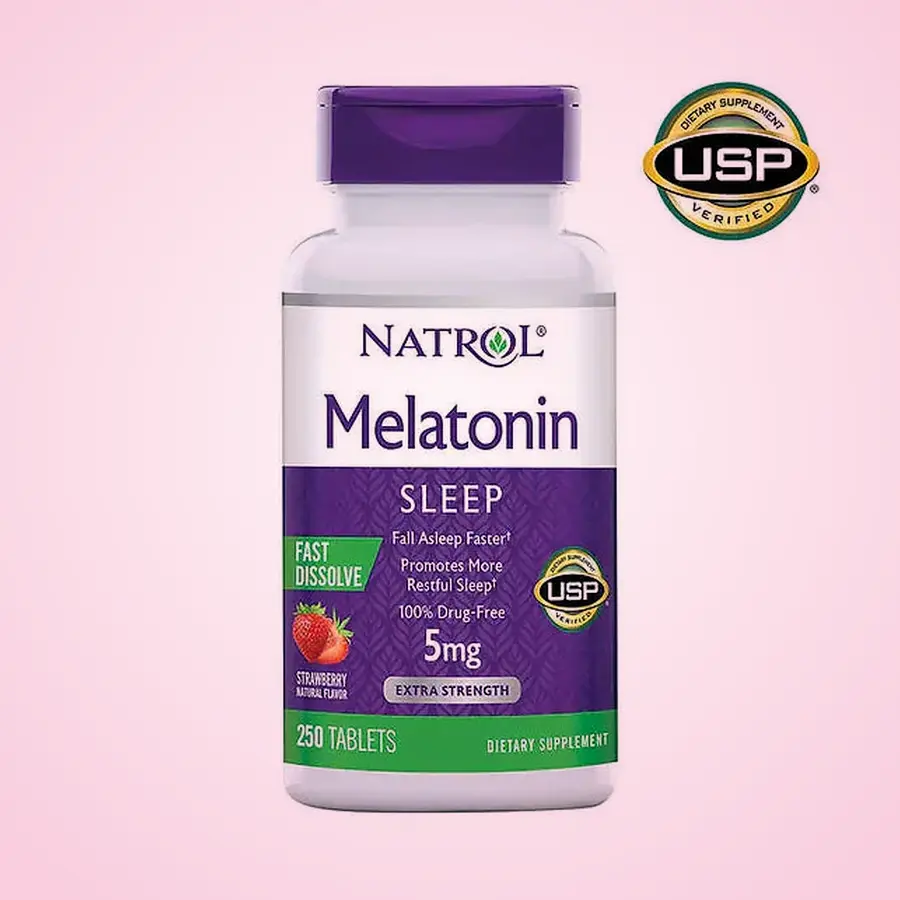 DIETARY SUPPLEMENT
USP
VERIFIED
®
NATROL®
Melatonin
SLEEP
Fall Asleep Faster†
Promotes More
Restful Sleep†
100% Drug-Free
5mg
EXTRA STRENGTH
FAST
DISSOLVE
STRAWBERRY
NATURAL FLAVOR
DIETARY SUPPLEMENT
USP
VERIFIED
250 TABLETS
DIETARY SUPPLEMENT